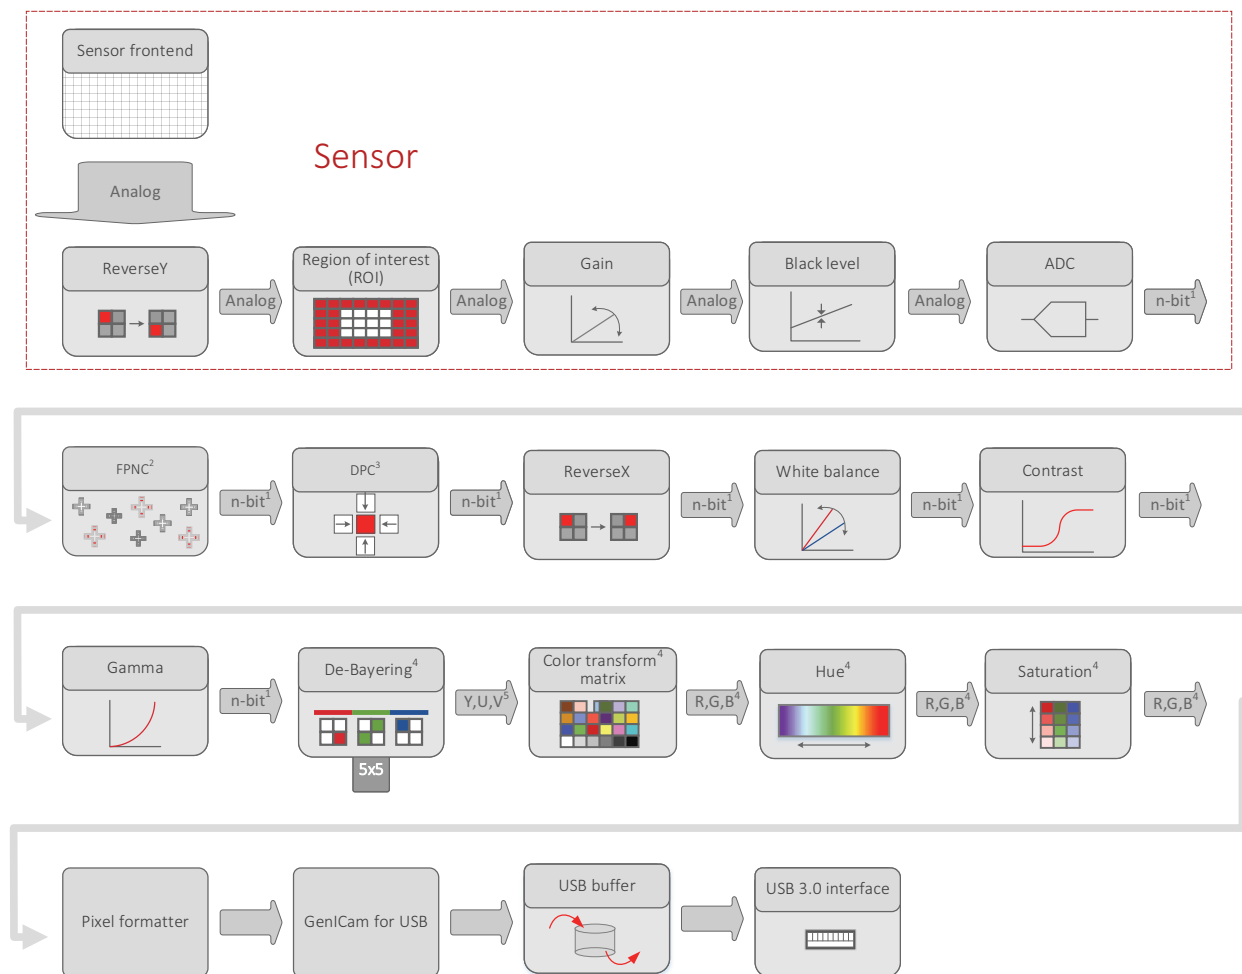 Sensor frontend
Sensor
Analog
ReverseY
Analog
Region of interest
(ROI)
Analog
Gain
Analog
Black level
Analog
ADC
n-bit¹
FPNC²
n-bit¹
DPC³
n-bit¹
ReverseX
n-bit¹
White balance
n-bit¹
Contrast
n-bit¹
Gamma
n-bit¹
De-Bayering⁴
5x5
Y,U,V⁵
Color transform⁴
matrix
R,G,B⁴
Hue⁴
R,G,B⁴
Saturation⁴
R,G,B⁴
Pixel formatter
GenICam for USB
USB buffer
USB 3.0 interface